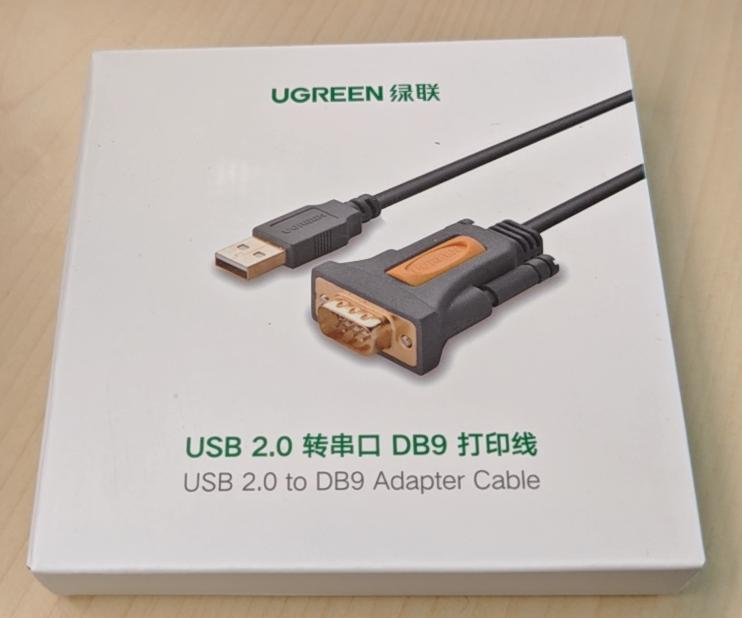 UGREEN 绿联
UGREEN
USB 2.0 转串口 DB9 打印线
USB 2.0 to DB9 Adapter Cable